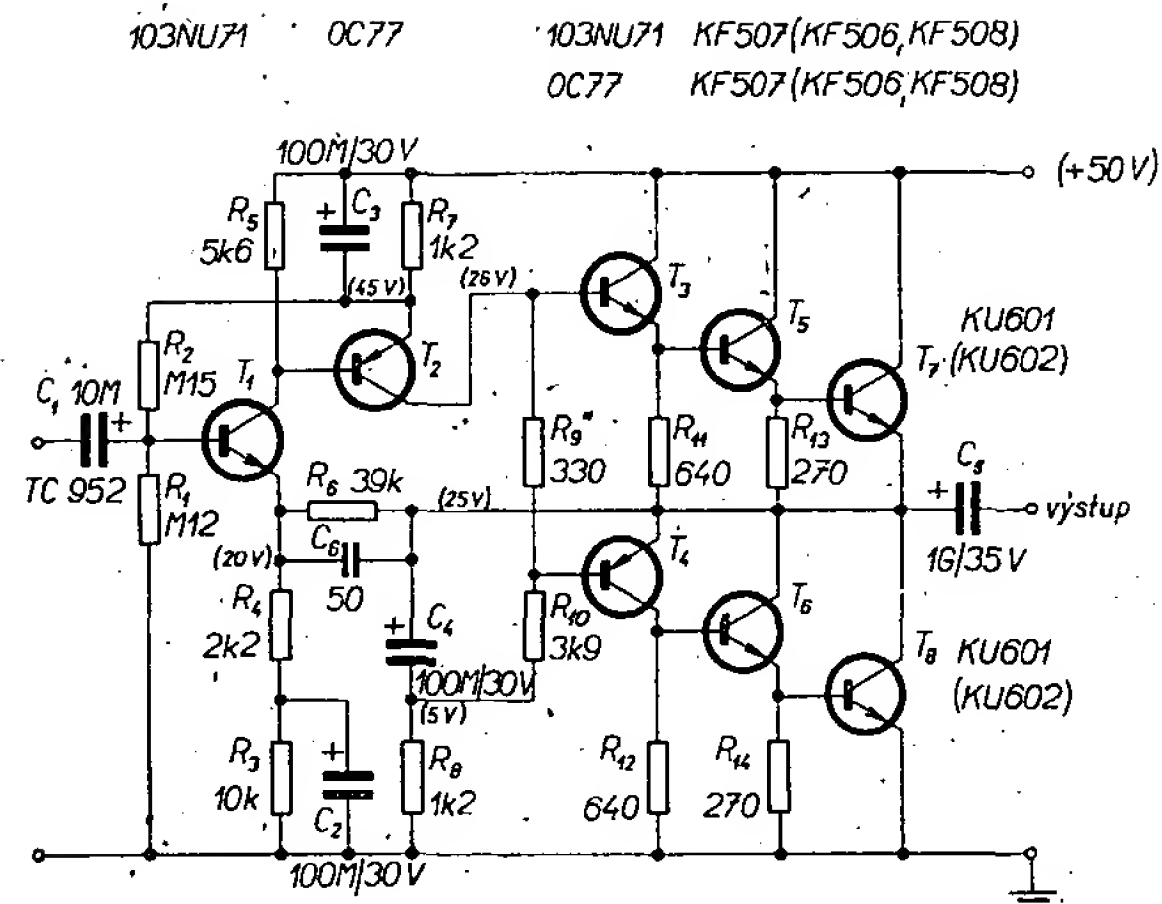 103NU71 OC77 103NU71 KF507(KF506,KF508)
OC77 KF507(KF506,KF508)
100M/30V
(+50V)
R5
5k6
+
C3
R7
1k2
(45V)
(26V)
T3
R2
M15
T1
T2
T5
KU601
T7 (KU602)
C1 10M
+
TC 952
R1
M12
R9
330
R11
640
R13
270
R6 39k
(25V)
C5
+
výstup
1G/35V
(20V)
C6
50
T4
R4
2k2
+
C4
100M/30V
R10
3k9
T6
T8 KU601
(KU602)
(5V)
R3
10k
+
C2
R8
1k2
R12
640
R14
270
100M/30V